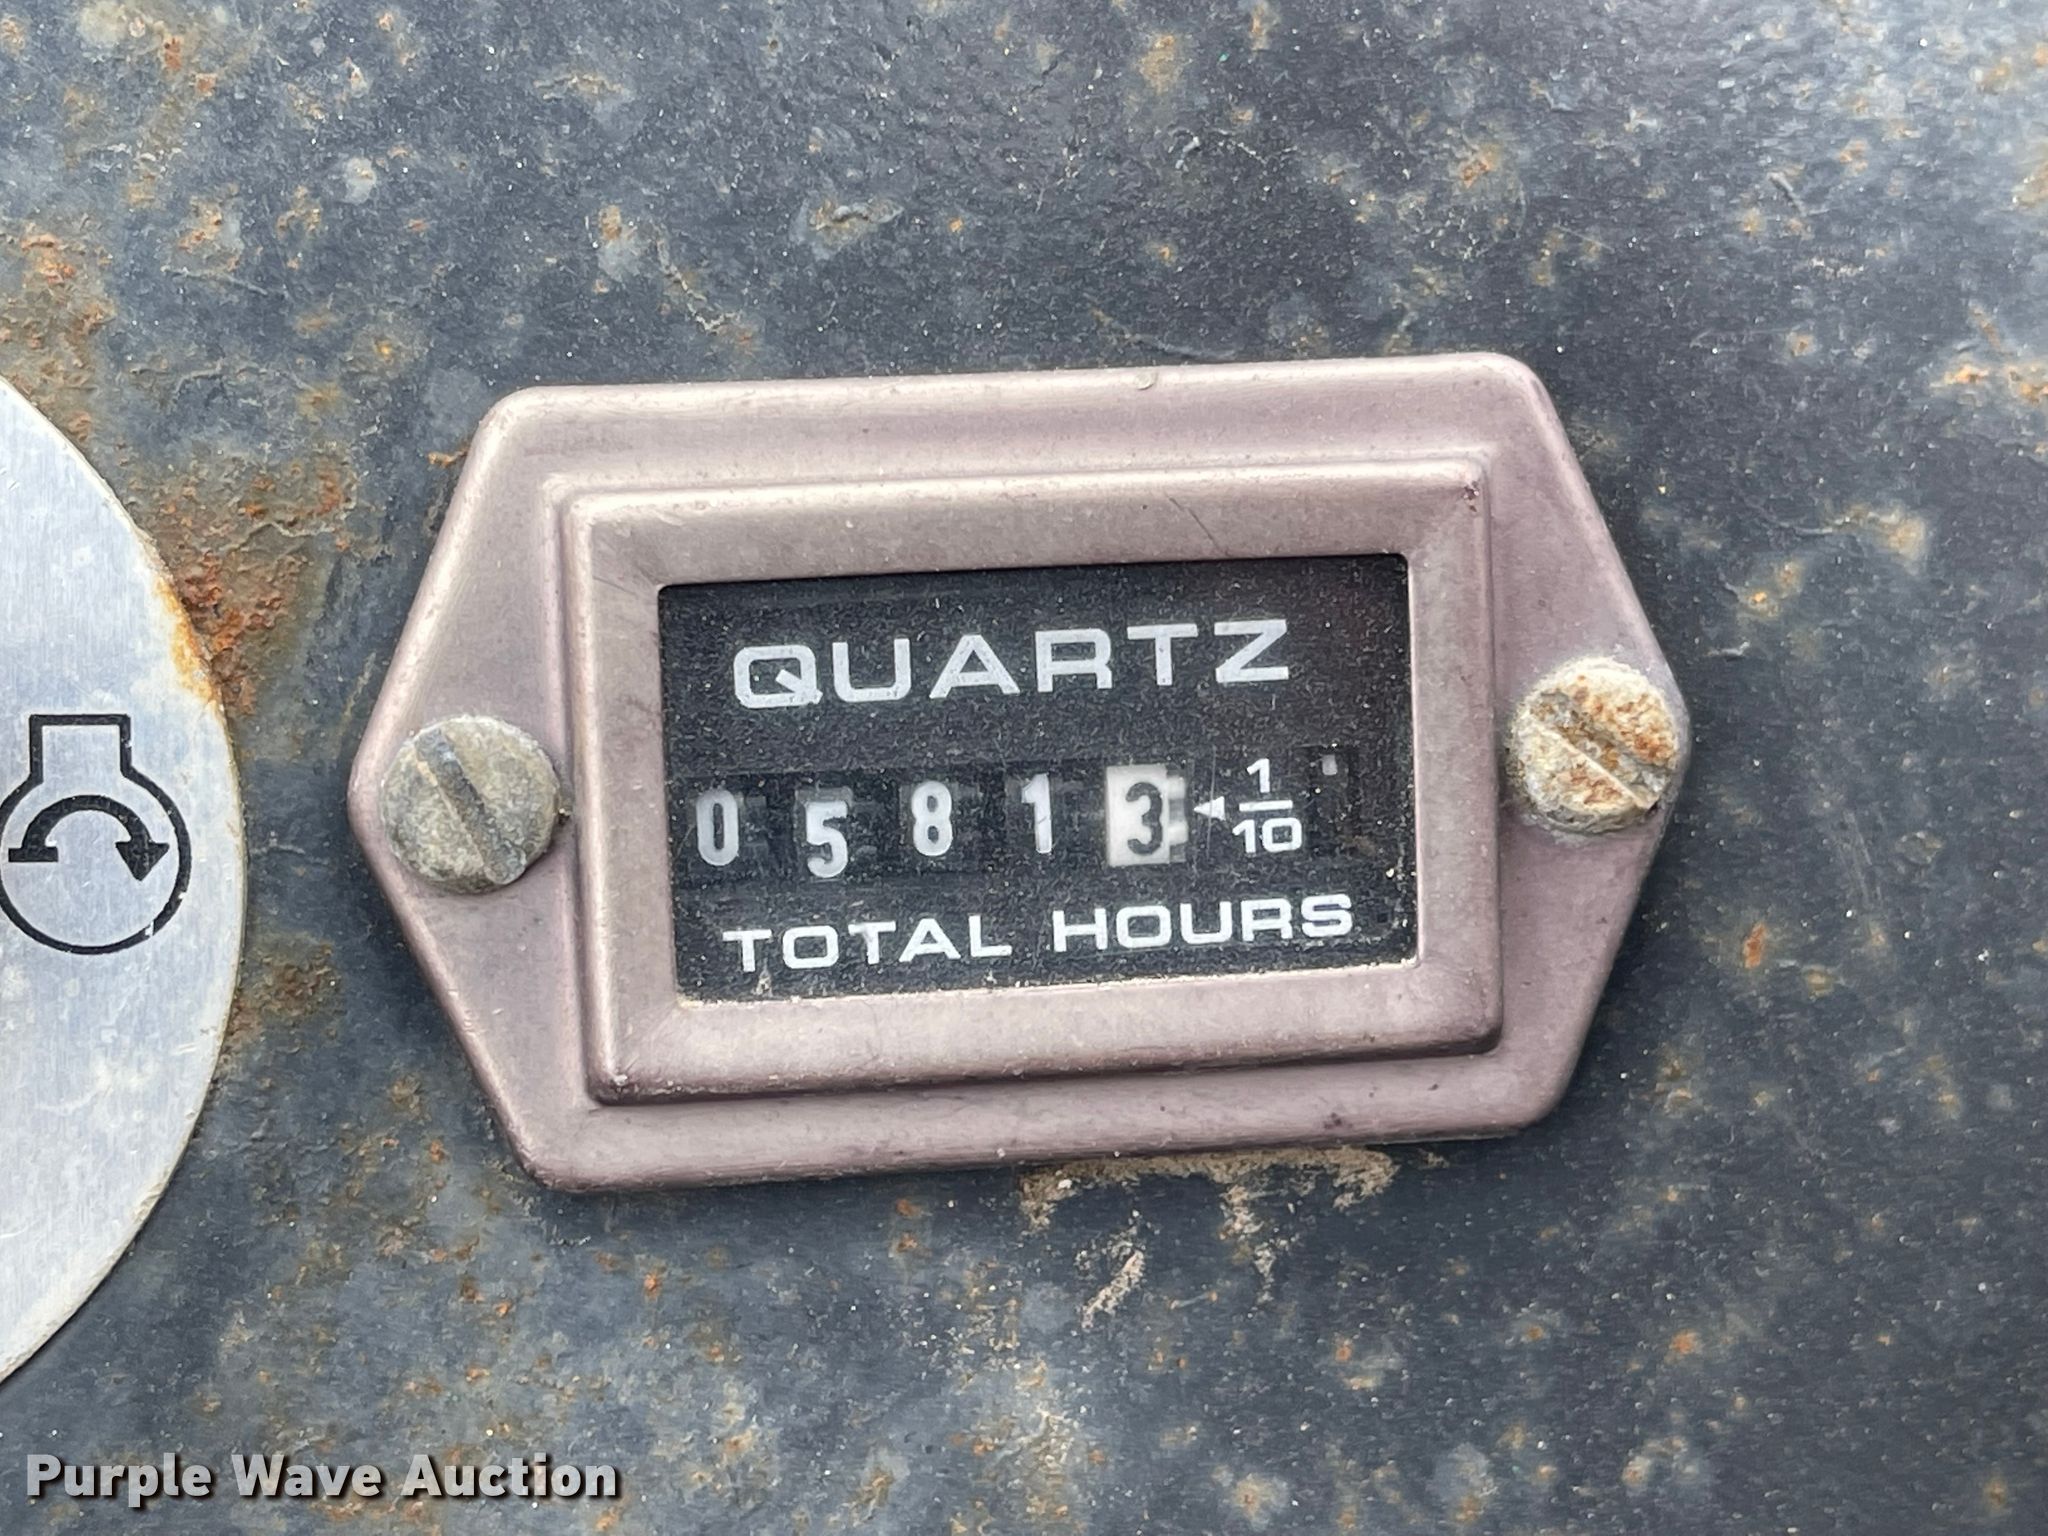 QUARTZ
0 5 8 1 3 ◄ 1/10
TOTAL HOURS
Purple Wave Auction